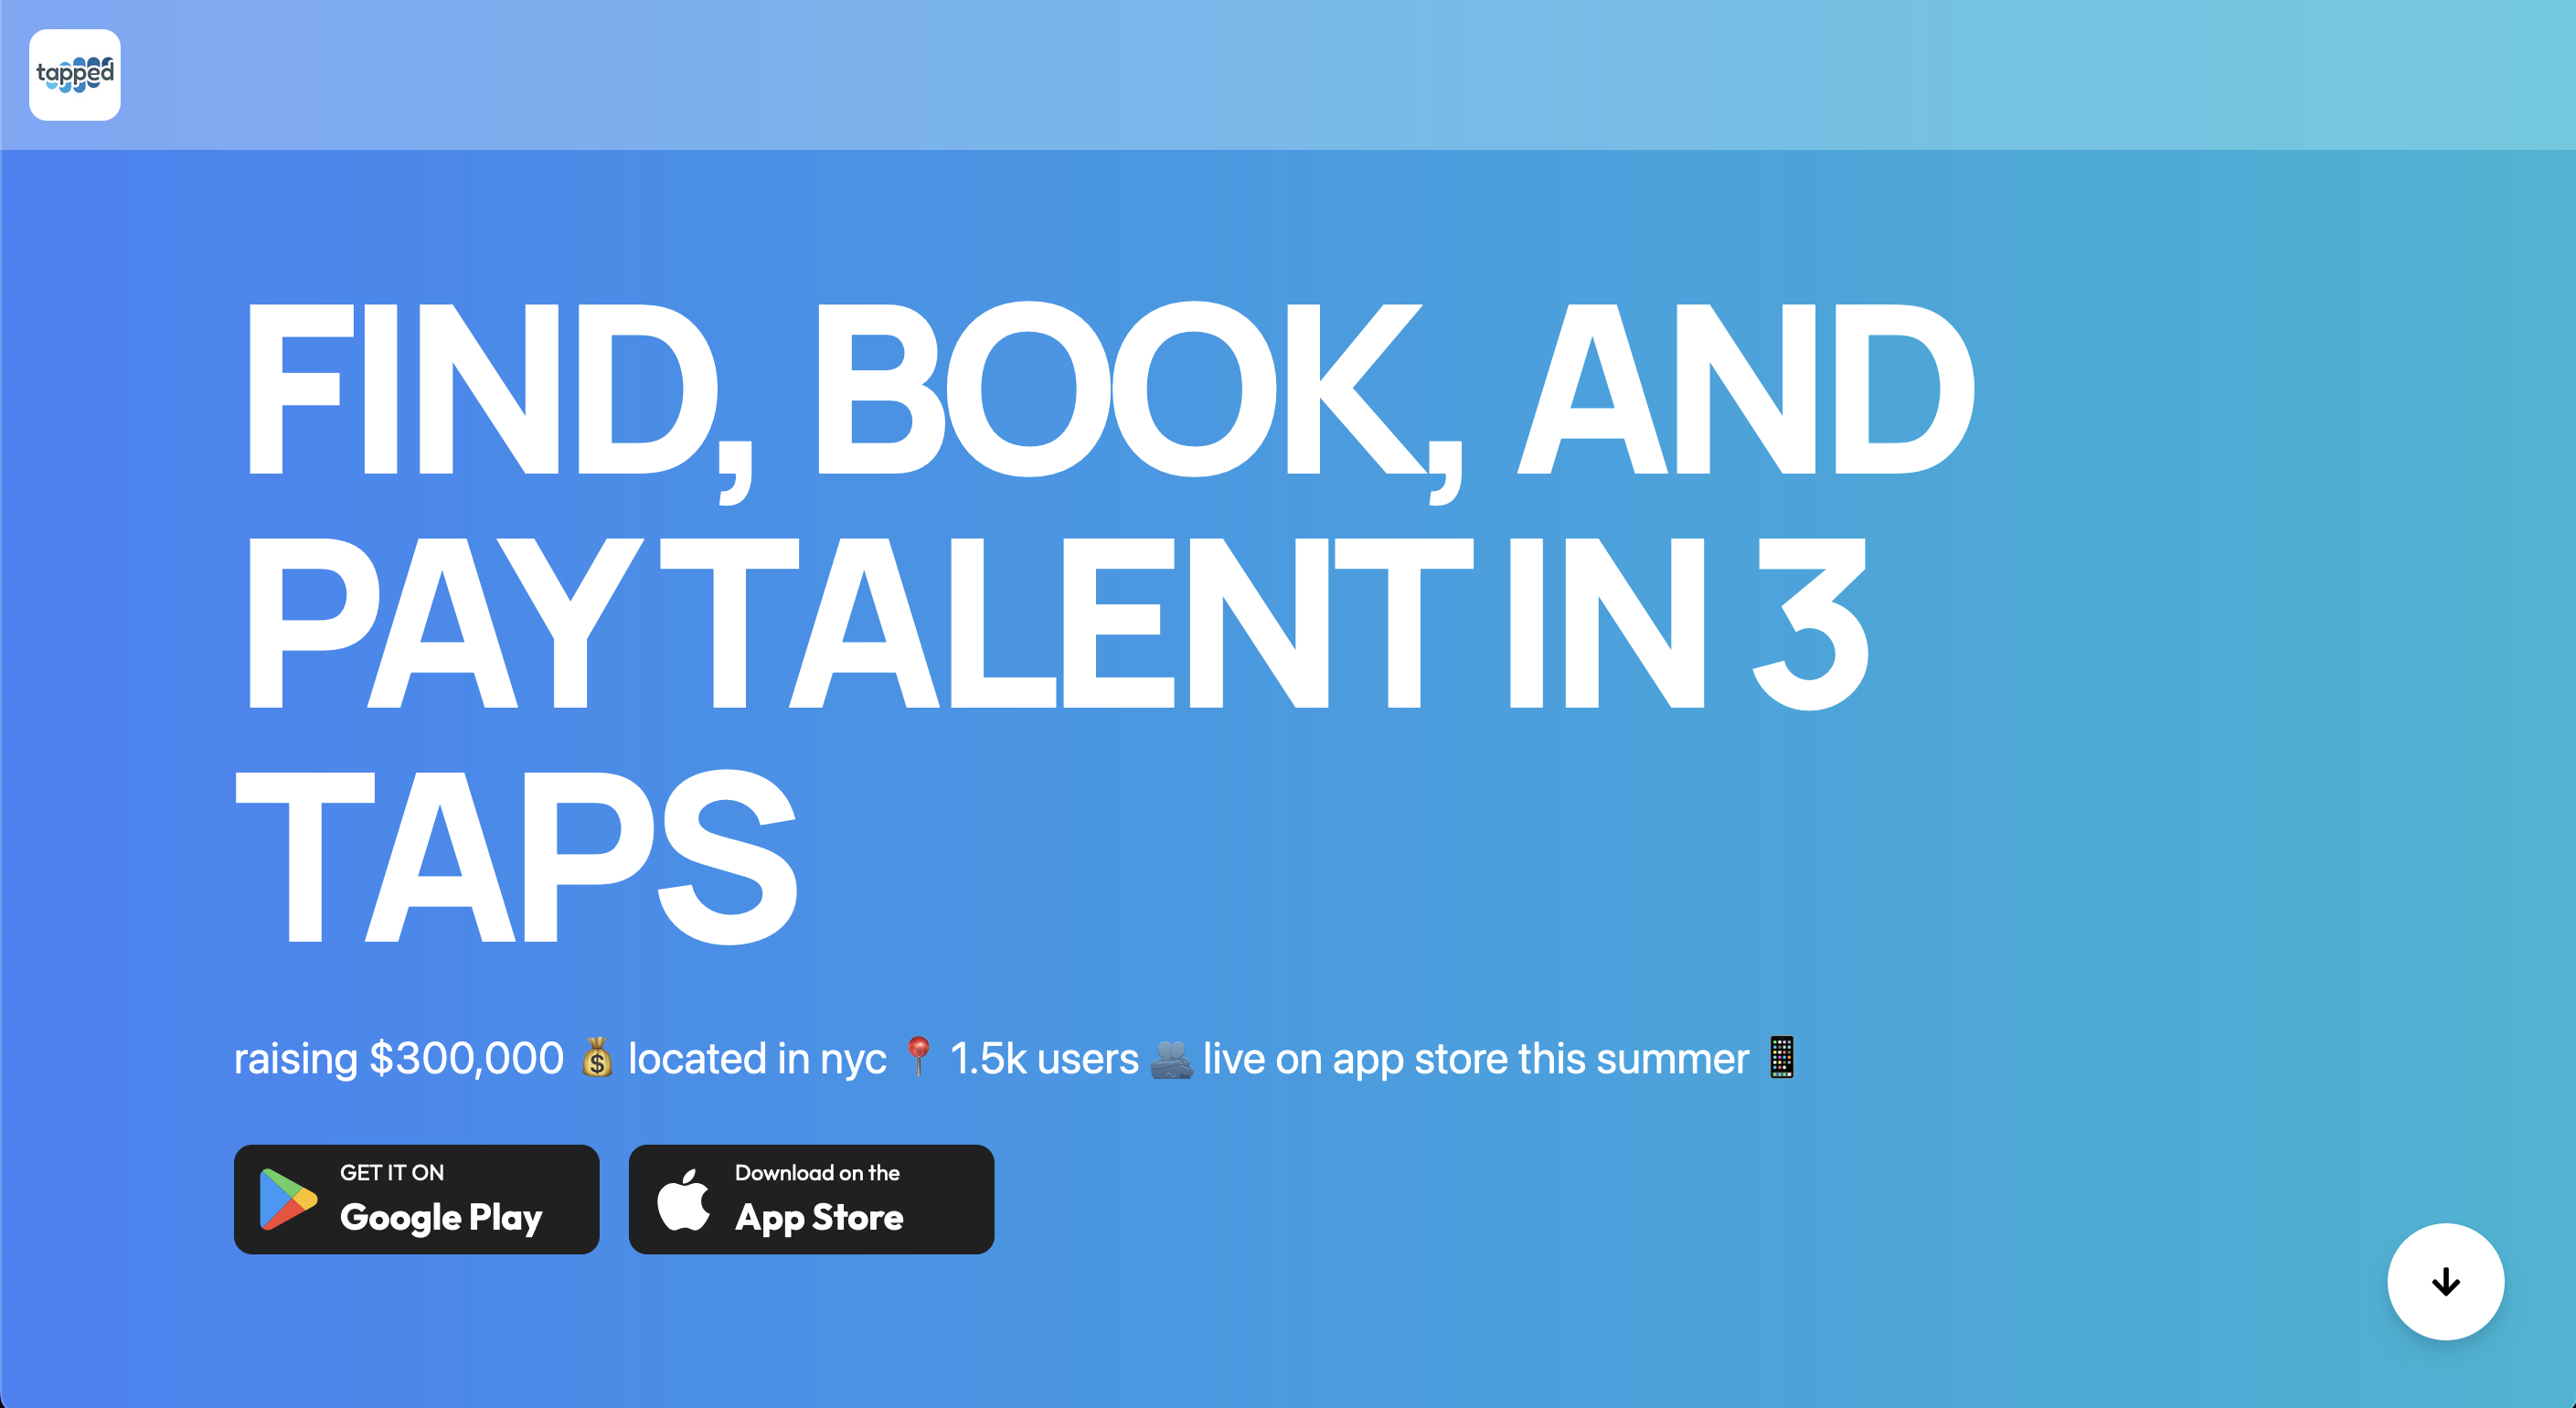 tapped
FIND, BOOK, AND
PAY TALENT IN 3
TAPS
raising $300,000 💰 located in nyc 📍 1.5k users 👥 live on app store this summer 📱
GET IT ON
Google Play
Download on the
App Store